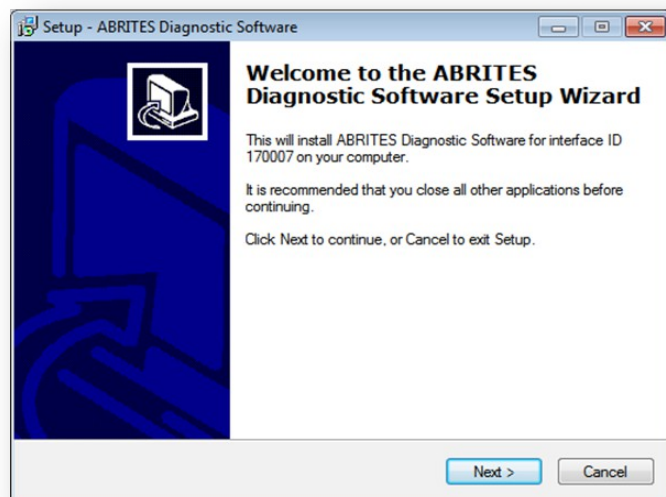 Setup - ABRITES Diagnostic Software
Welcome to the ABRITES
Diagnostic Software Setup Wizard
This will install ABRITES Diagnostic Software for interface ID
170007 on your computer.
It is recommended that you close all other applications before
continuing.
Click Next to continue, or Cancel to exit Setup.
Next >
Cancel